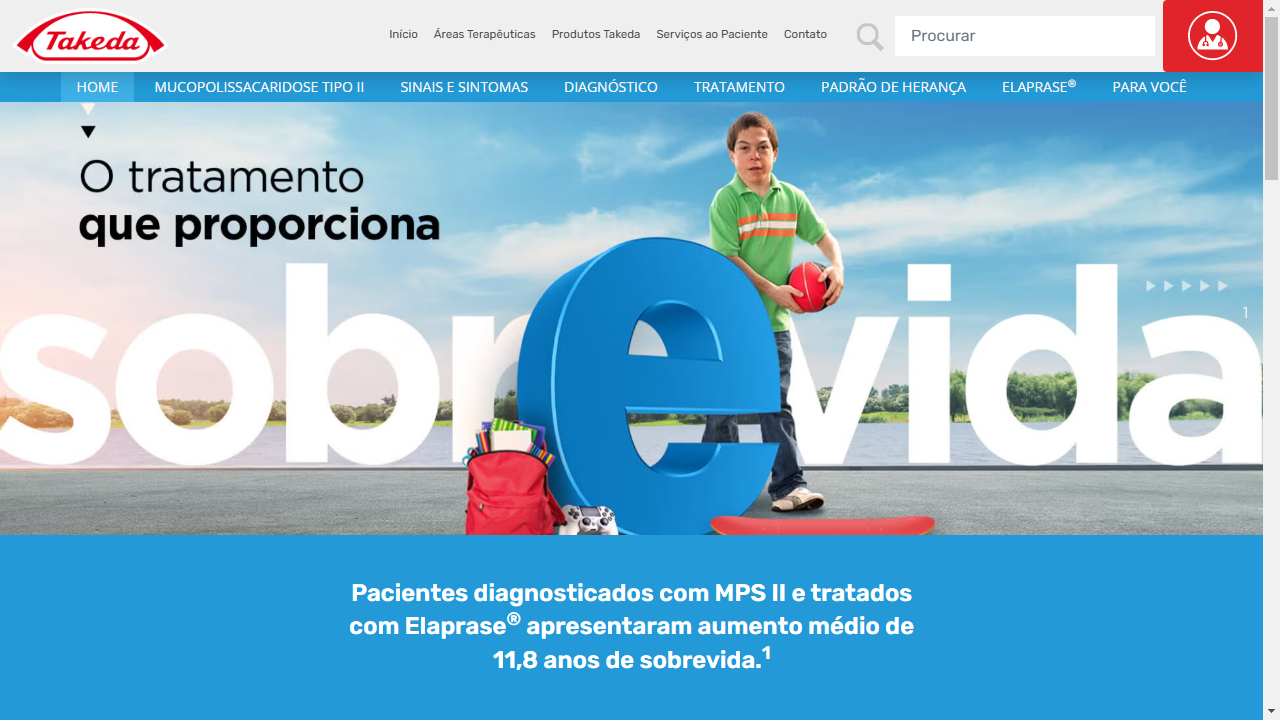 Takeda
Início Áreas Terapêuticas Produtos Takeda Serviços ao Paciente Contato
Procurar
HOME MUCOPOLISSACARIDOSE TIPO II SINAIS E SINTOMAS DIAGNÓSTICO TRATAMENTO PADRÃO DE HERANÇA ELAPRASE® PARA VOCÊ
O tratamento
que proporciona
sobrevida
1
Pacientes diagnosticados com MPS II e tratados
com Elaprase® apresentaram aumento médio de
11,8 anos de sobrevida.1